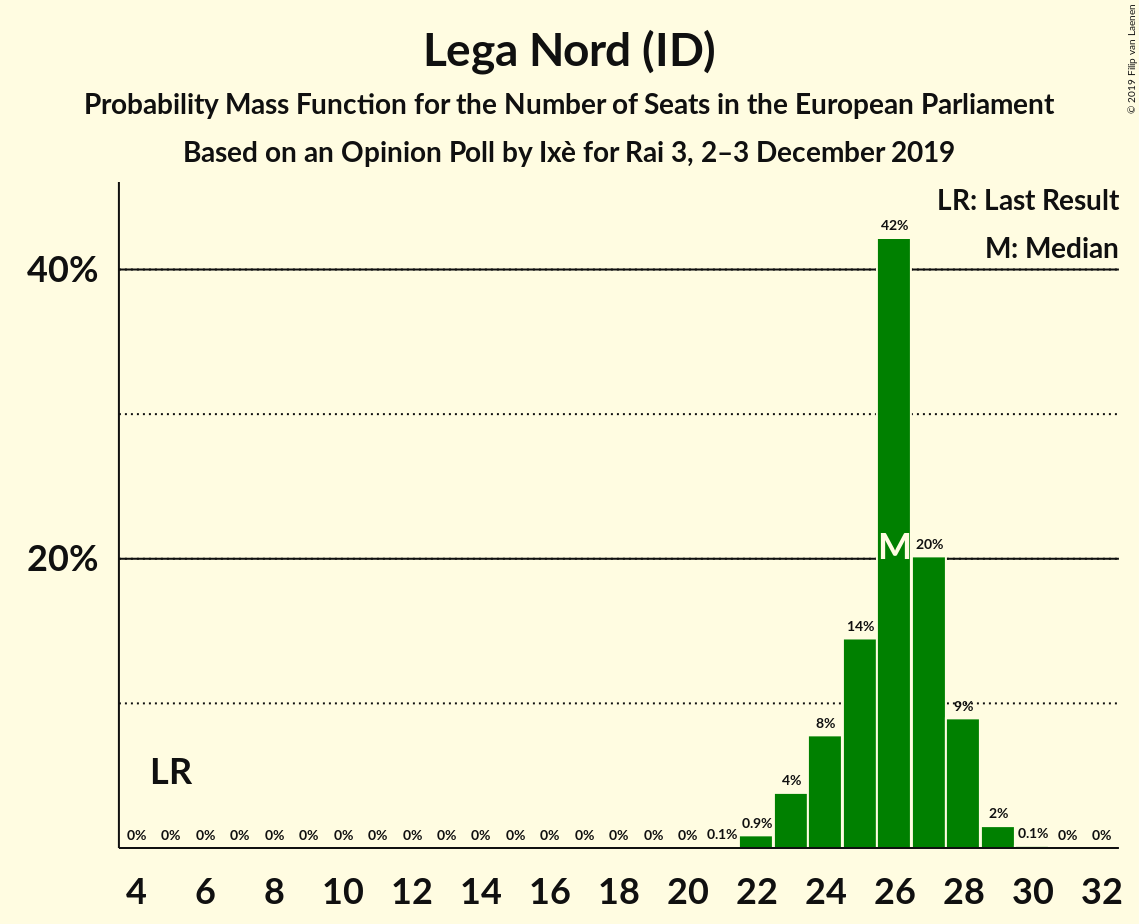 Lega Nord (ID)
Probability Mass Function for the Number of Seats in the European Parliament
Based on an Opinion Poll by Ixè for Rai 3, 2–3 December 2019
© 2019 Filip van Laenen
LR: Last Result
M: Median
42%
40%
M
20%
20%
14%
9%
8%
LR
4%
2%
0% 0% 0% 0% 0% 0% 0% 0% 0% 0% 0% 0% 0% 0% 0% 0% 0% 0.1% 0.9% 0.1% 0% 0%
4 6 8 10 12 14 16 18 20 22 24 26 28 30 32